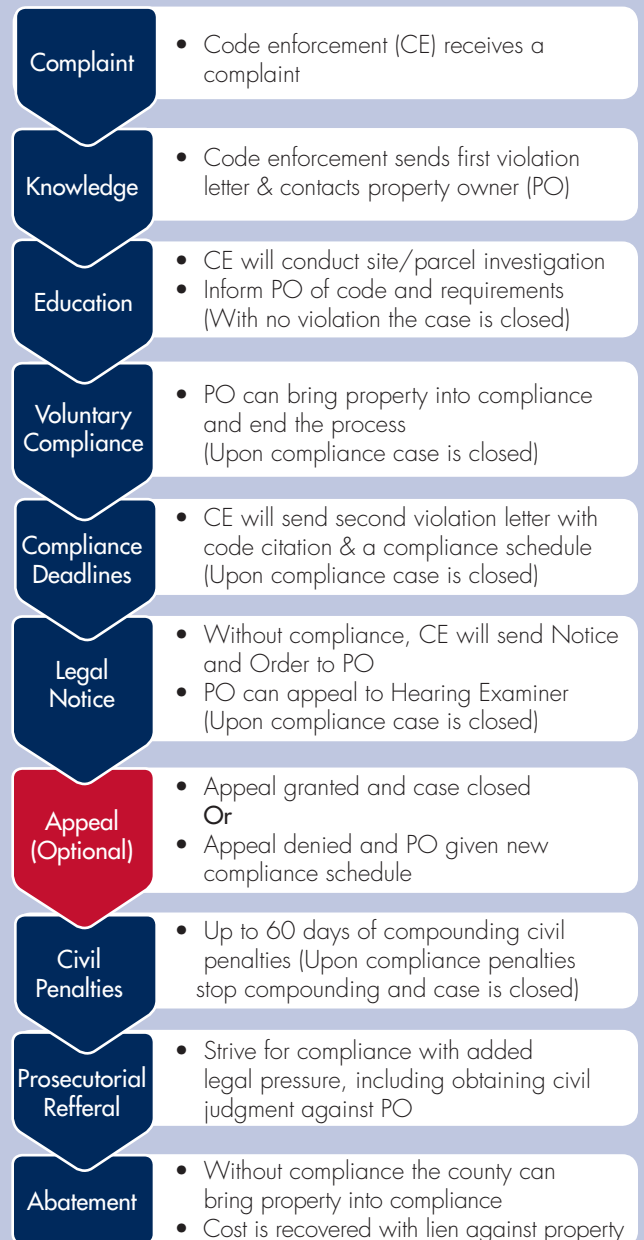 Complaint
• Code enforcement (CE) receives a
complaint
Knowledge
• Code enforcement sends first violation
letter & contacts property owner (PO)
Education
• CE will conduct site/parcel investigation
• Inform PO of code and requirements
(With no violation the case is closed)
Voluntary
Compliance
• PO can bring property into compliance
and end the process
(Upon compliance case is closed)
Compliance
Deadlines
• CE will send second violation letter with
code citation & a compliance schedule
(Upon compliance case is closed)
Legal
Notice
• Without compliance, CE will send Notice
and Order to PO
• PO can appeal to Hearing Examiner
(Upon compliance case is closed)
Appeal
(Optional)
• Appeal granted and case closed
Or
• Appeal denied and PO given new
compliance schedule
Civil
Penalties
• Up to 60 days of compounding civil
penalties (Upon compliance penalties
stop compounding and case is closed)
Prosecutorial
Refferal
• Strive for compliance with added
legal pressure, including obtaining civil
judgment against PO
Abatement
• Without compliance the county can
bring property into compliance
• Cost is recovered with lien against property